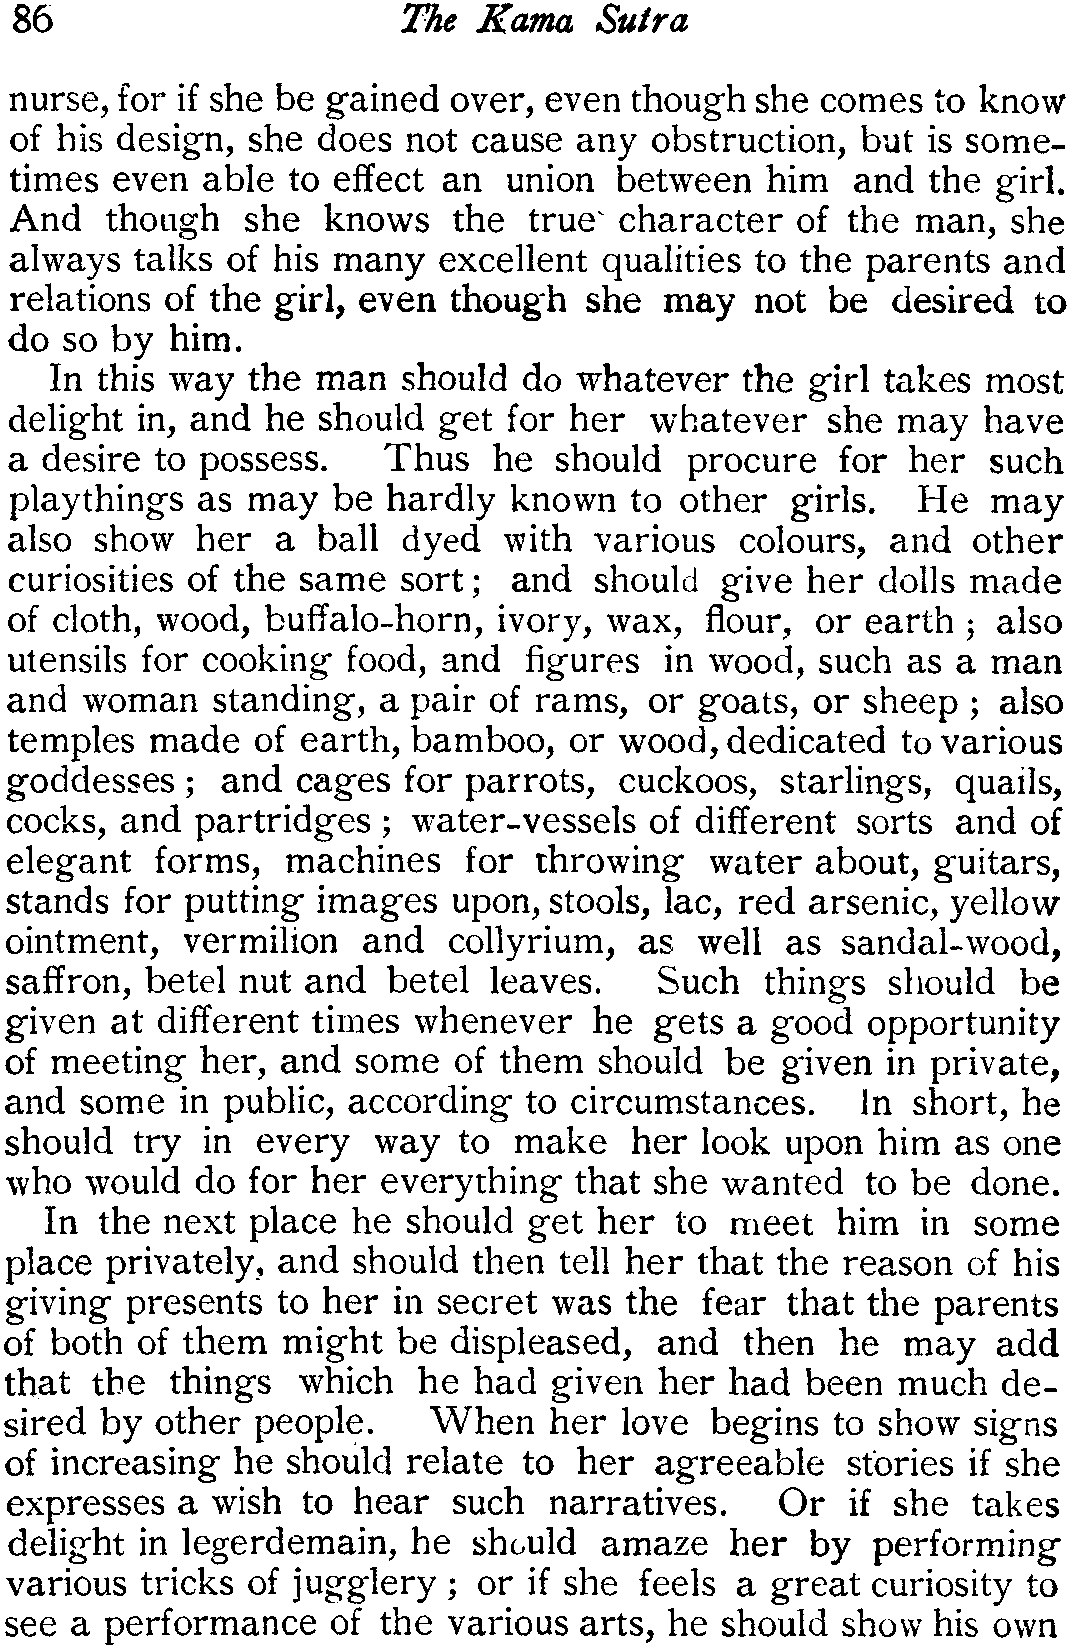 86 The Kama Sutra
nurse, for if she be gained over, even though she comes to know
of his design, she does not cause any obstruction, but is some-
times even able to effect an union between him and the girl.
And though she knows the true character of the man, she
always talks of his many excellent qualities to the parents and
relations of the girl, even though she may not be desired to
do so by him.
In this way the man should do whatever the girl takes most
delight in, and he should get for her whatever she may have
a desire to possess. Thus he should procure for her such
playthings as may be hardly known to other girls. He may
also show her a ball dyed with various colours, and other
curiosities of the same sort; and should give her dolls made
of cloth, wood, buffalo-horn, ivory, wax, flour, or earth ; also
utensils for cooking food, and figures in wood, such as a man
and woman standing, a pair of rams, or goats, or sheep ; also
temples made of earth, bamboo, or wood, dedicated to various
goddesses ; and cages for parrots, cuckoos, starlings, quails,
cocks, and partridges ; water-vessels of different sorts and of
elegant forms, machines for throwing water about, guitars,
stands for putting images upon, stools, lac, red arsenic, yellow
ointment, vermilion and collyrium, as well as sandal-wood,
saffron, betel nut and betel leaves. Such things should be
given at different times whenever he gets a good opportunity
of meeting her, and some of them should be given in private,
and some in public, according to circumstances. In short, he
should try in every way to make her look upon him as one
who would do for her everything that she wanted to be done.
In the next place he should get her to meet him in some
place privately, and should then tell her that the reason of his
giving presents to her in secret was the fear that the parents
of both of them might be displeased, and then he may add
that the things which he had given her had been much de-
sired by other people. When her love begins to show signs
of increasing he should relate to her agreeable stories if she
expresses a wish to hear such narratives. Or if she takes
delight in legerdemain, he should amaze her by performing
various tricks of jugglery ; or if she feels a great curiosity to
see a performance of the various arts, he should show his own